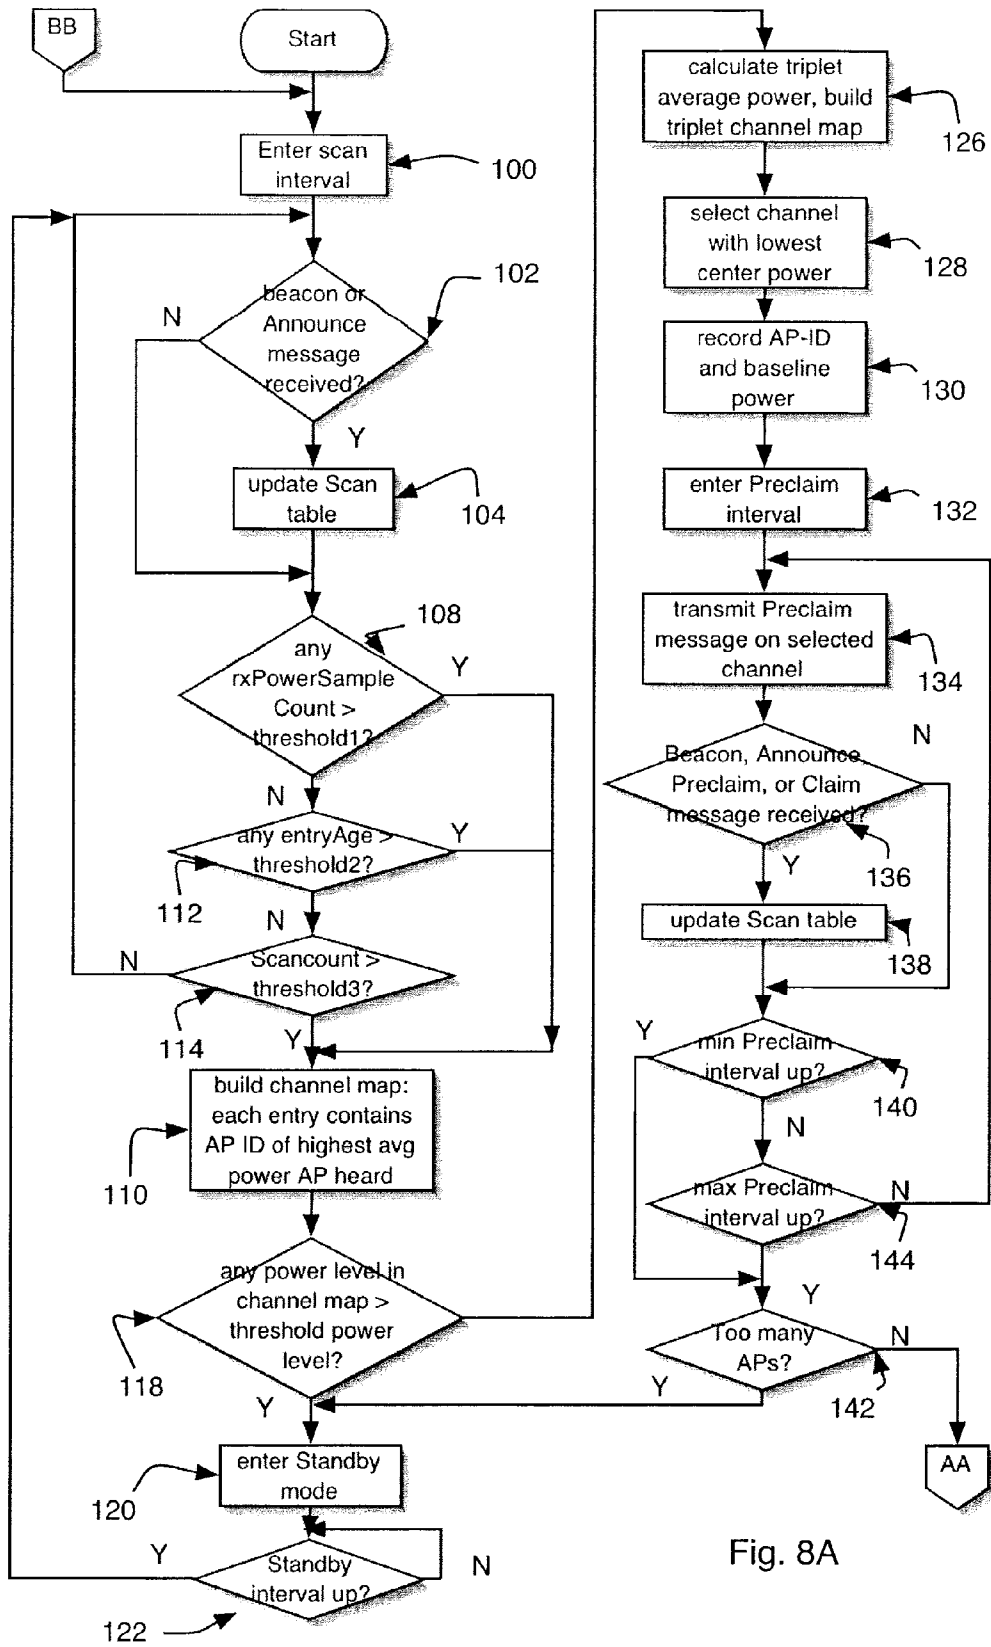 BB
Start
Enter scan
interval
100
beacon or
Announce
message
received?
102
N
Y
update Scan
table
104
any
rxPowerSample
Count >
threshold1?
108
Y
N
any entryAge >
threshold2?
Y
112
N
Scancount >
threshold3?
N
114
Y
build channel map:
each entry contains
AP ID of highest avg
power AP heard
110
any power level in
channel map >
threshold power
level?
118
Y
enter Standby
mode
120
Standby
interval up?
Y
N
122
calculate triplet
average power, build
triplet channel map
126
select channel
with lowest
center power
128
record AP-ID
and baseline
power
130
enter Preclaim
interval
132
transmit Preclaim
message on selected
channel
134
Beacon, Announce
Preclaim, or Claim
message received?
N
136
Y
update Scan table
138
min Preclaim
interval up?
Y
140
N
max Preclaim
interval up?
N
144
Y
Too many
APs?
N
Y
142
AA
Fig. 8A